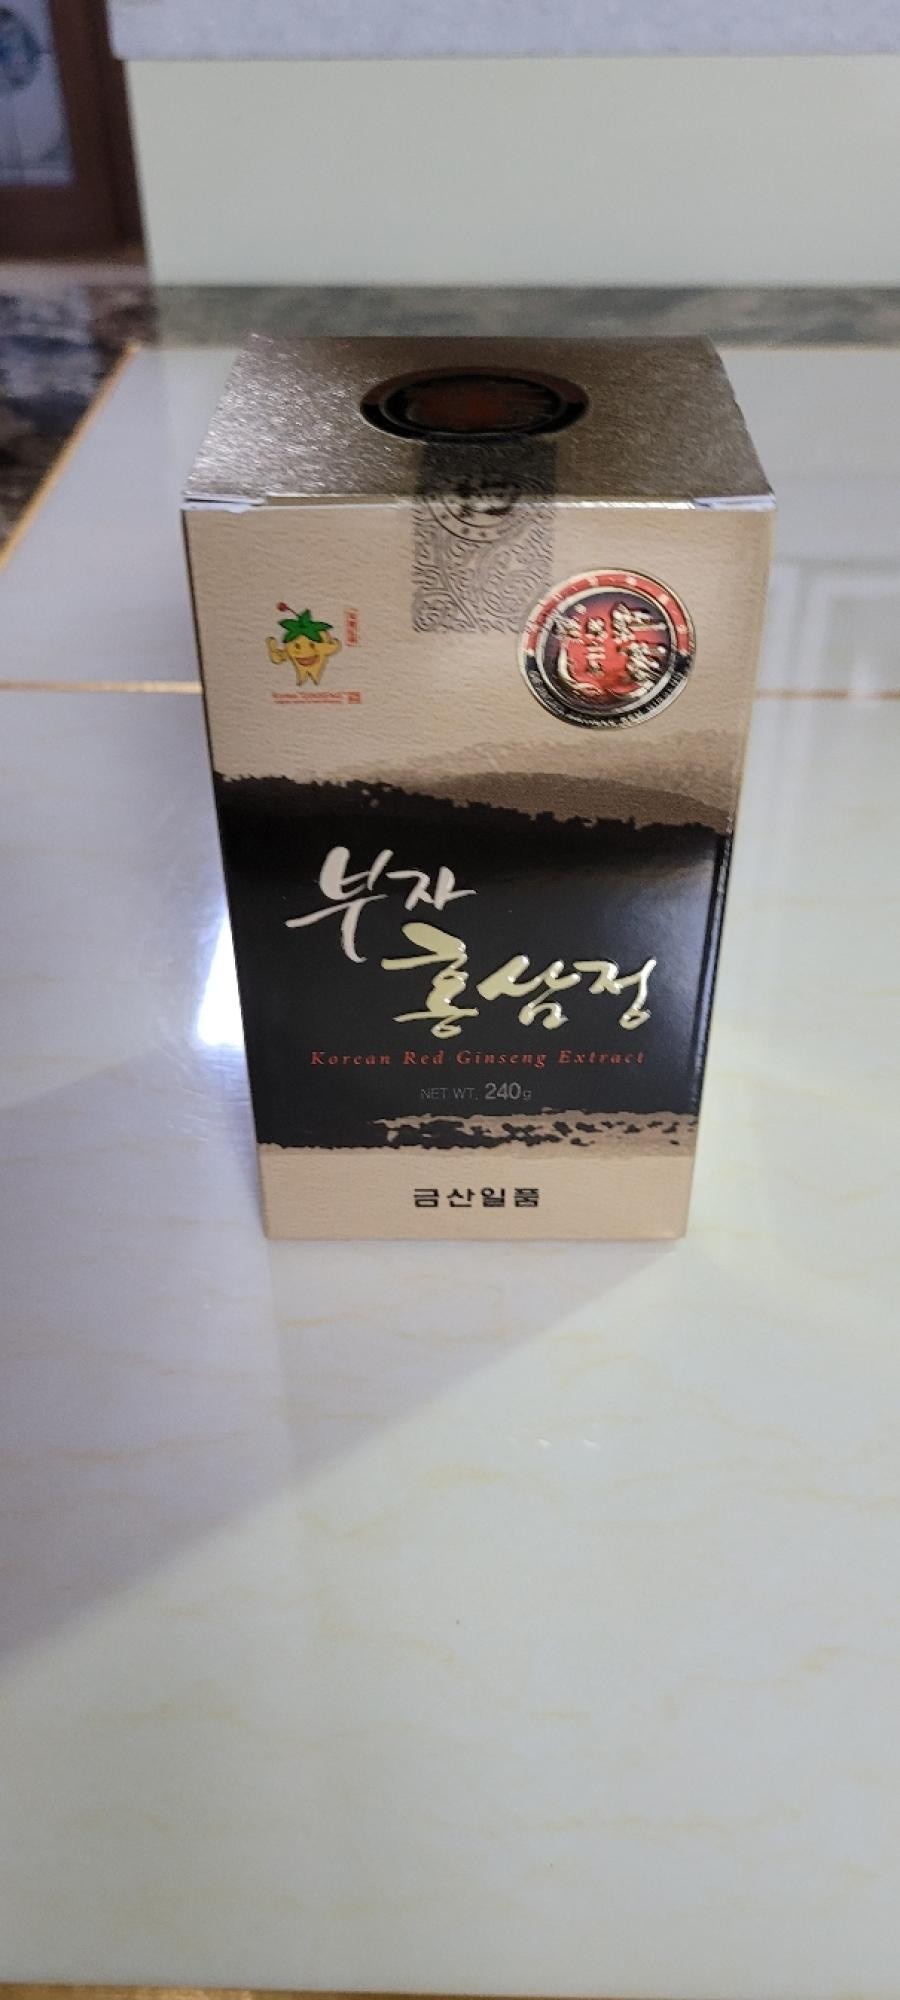 부자
홍삼정
Korean Red Ginseng Extract
NET WT. 240g
금산일품